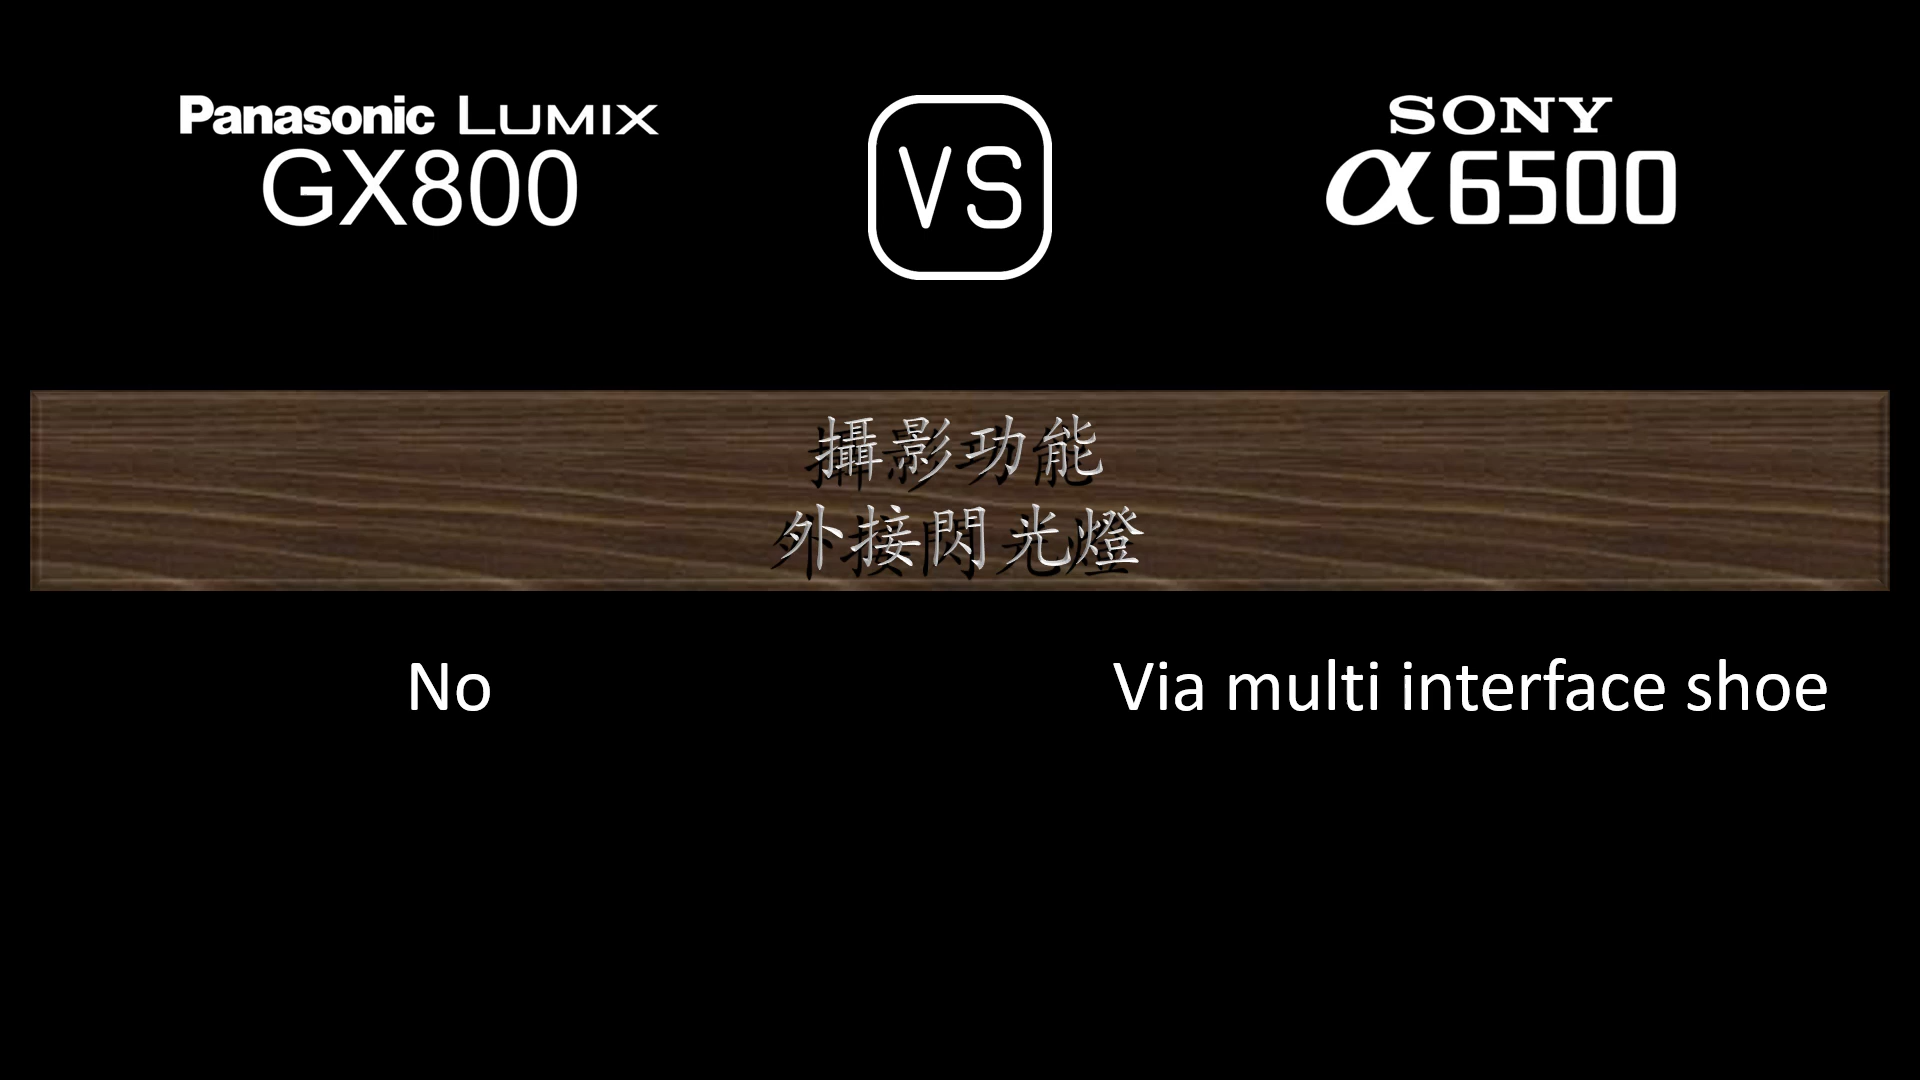 Panasonic LUMIX
GX800
VS
SONY
α6500
攝影功能
外接閃光燈
No
Via multi interface shoe